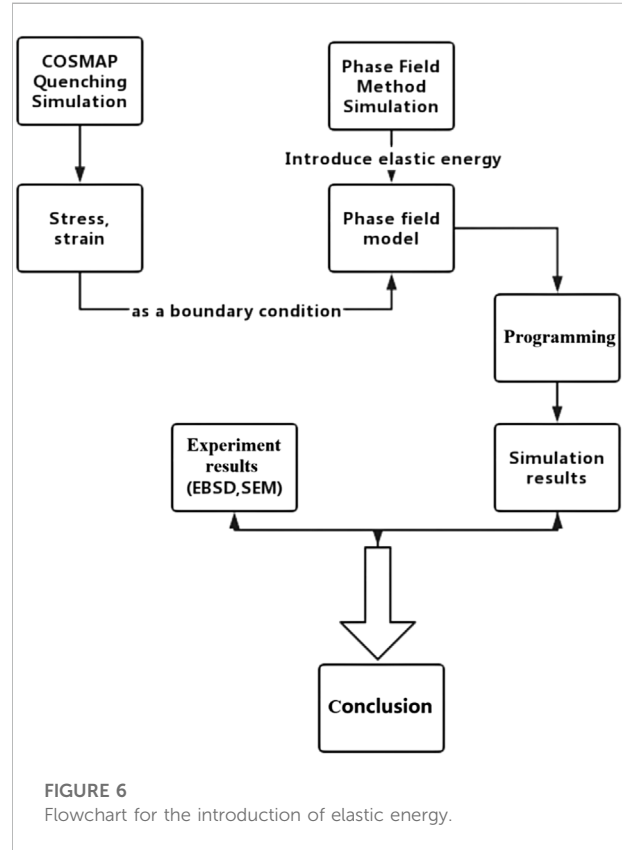 COSMAP
Quenching
Simulation
Phase Field
Method
Simulation
Introduce elastic energy
Stress,
strain
Phase field
model
as a boundary condition
Programming
Experiment
results
(EBSD,SEM)
Simulation
results
Conclusion
FIGURE 6
Flowchart for the introduction of elastic energy.